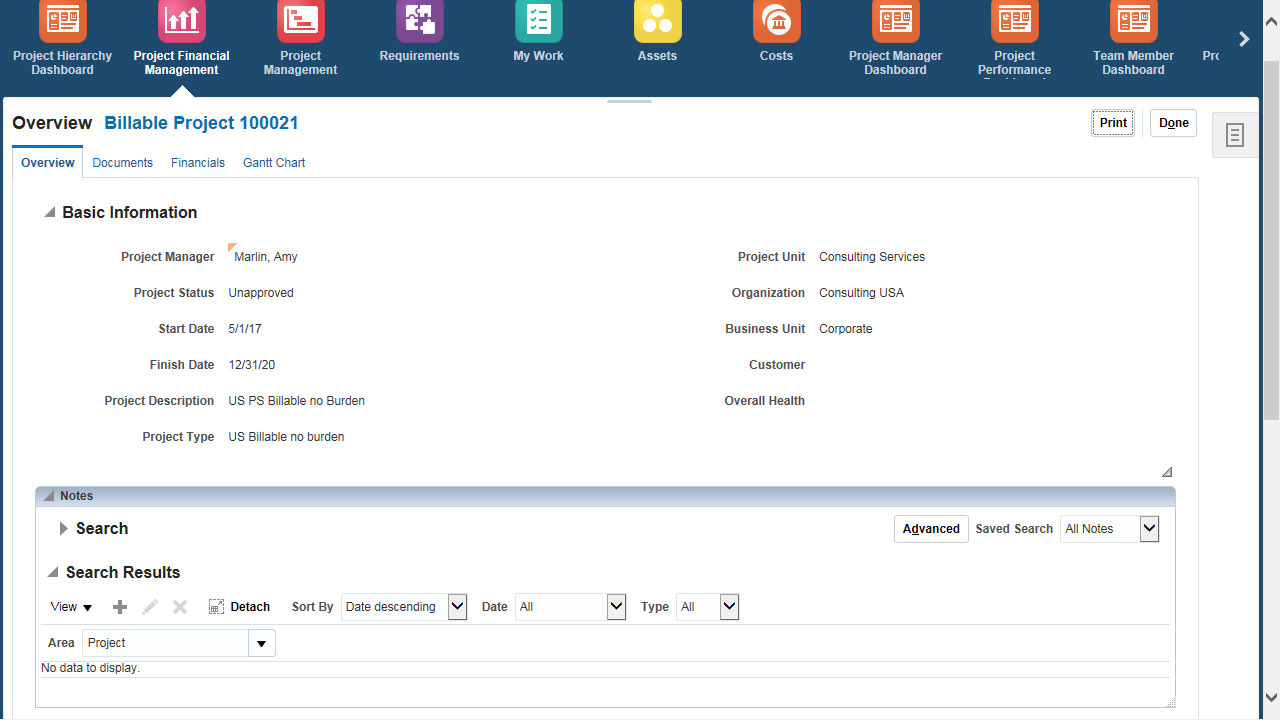 Project Hierarchy Dashboard
Project Financial Management
Project Management
Requirements
My Work
Assets
Costs
Project Manager Dashboard
Project Performance
Team Member Dashboard
Overview Billable Project 100021
Print Done
Overview Documents Financials Gantt Chart
Basic Information
Project Manager Marlin, Amy
Project Status Unapproved
Start Date 5/1/17
Finish Date 12/31/20
Project Description US PS Billable no Burden
Project Type US Billable no burden
Project Unit Consulting Services
Organization Consulting USA
Business Unit Corporate
Customer
Overall Health
Notes
Search Advanced Saved Search All Notes
Search Results
View Detach Sort By Date descending Date All Type All
Area Project
No data to display.